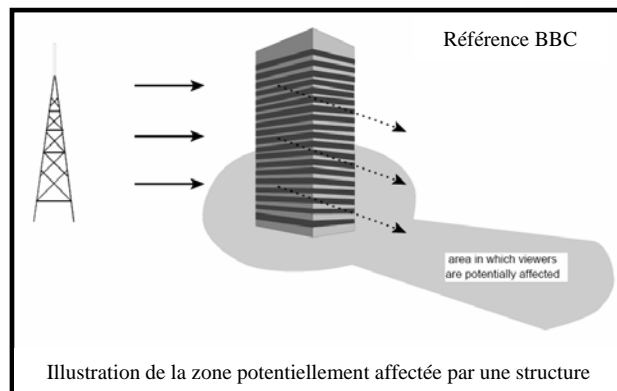 Référence BBC
area in which viewers
are potentially affected
Illustration de la zone potentiellement affectée par une structure